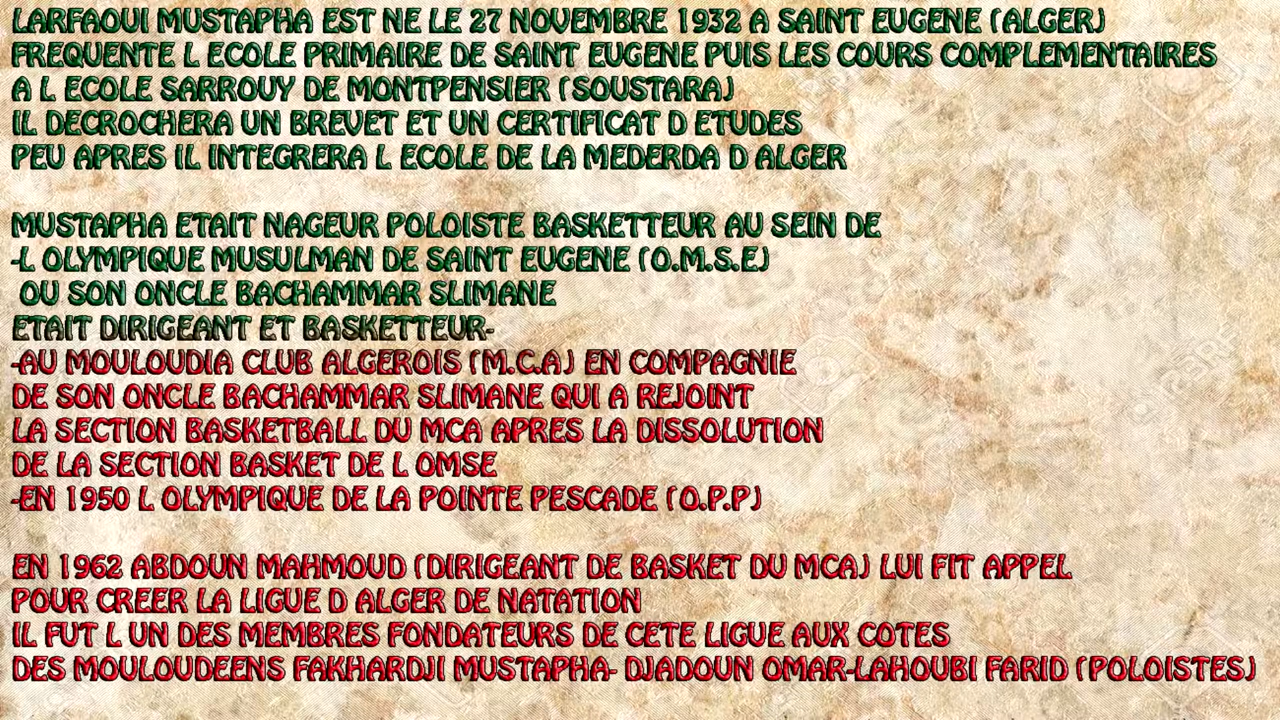 LARFAOUI MUSTAPHA EST NE LE 27 NOVEMBRE 1932 A SAINT EUGENE (ALGER)
FREQUENTE L ECOLE PRIMAIRE DE SAINT EUGENE PUIS LES COURS COMPLEMENTAIRES
A L ECOLE SARROUY DE MONTPENSIER (SOUSTARA)
IL DECROCHERA UN BREVET ET UN CERTIFICAT D ETUDES
PEU APRES IL INTEGRERA L ECOLE DE LA MEDERDA D ALGER
MUSTAPHA ETAIT NAGEUR POLOISTE BASKETTEUR AU SEIN DE
-L OLYMPIQUE MUSULMAN DE SAINT EUGENE (O.M.S.E)
OU SON ONCLE BACHAMMAR SLIMANE
ETAIT DIRIGEANT ET BASKETTEUR-
-AU MOULOUDIA CLUB ALGEROIS (M.C.A) EN COMPAGNIE
DE SON ONCLE BACHAMMAR SLIMANE QUI A REJOINT
LA SECTION BASKETBALL DU MCA APRES LA DISSOLUTION
DE LA SECTION BASKET DE L OMSE
-EN 1950 L OLYMPIQUE DE LA POINTE PESCADE (O.P.P)
EN 1962 ABDOUN MAHMOUD (DIRIGEANT DE BASKET DU MCA) LUI FIT APPEL
POUR CREER LA LIGUE D ALGER DE NATATION
IL FUT L UN DES MEMBRES FONDATEURS DE CETE LIGUE AUX COTES
DES MOULOUDEENS FAKHARDJI MUSTAPHA- DJADOUN OMAR-LAHOUBI FARID (POLOISTES)